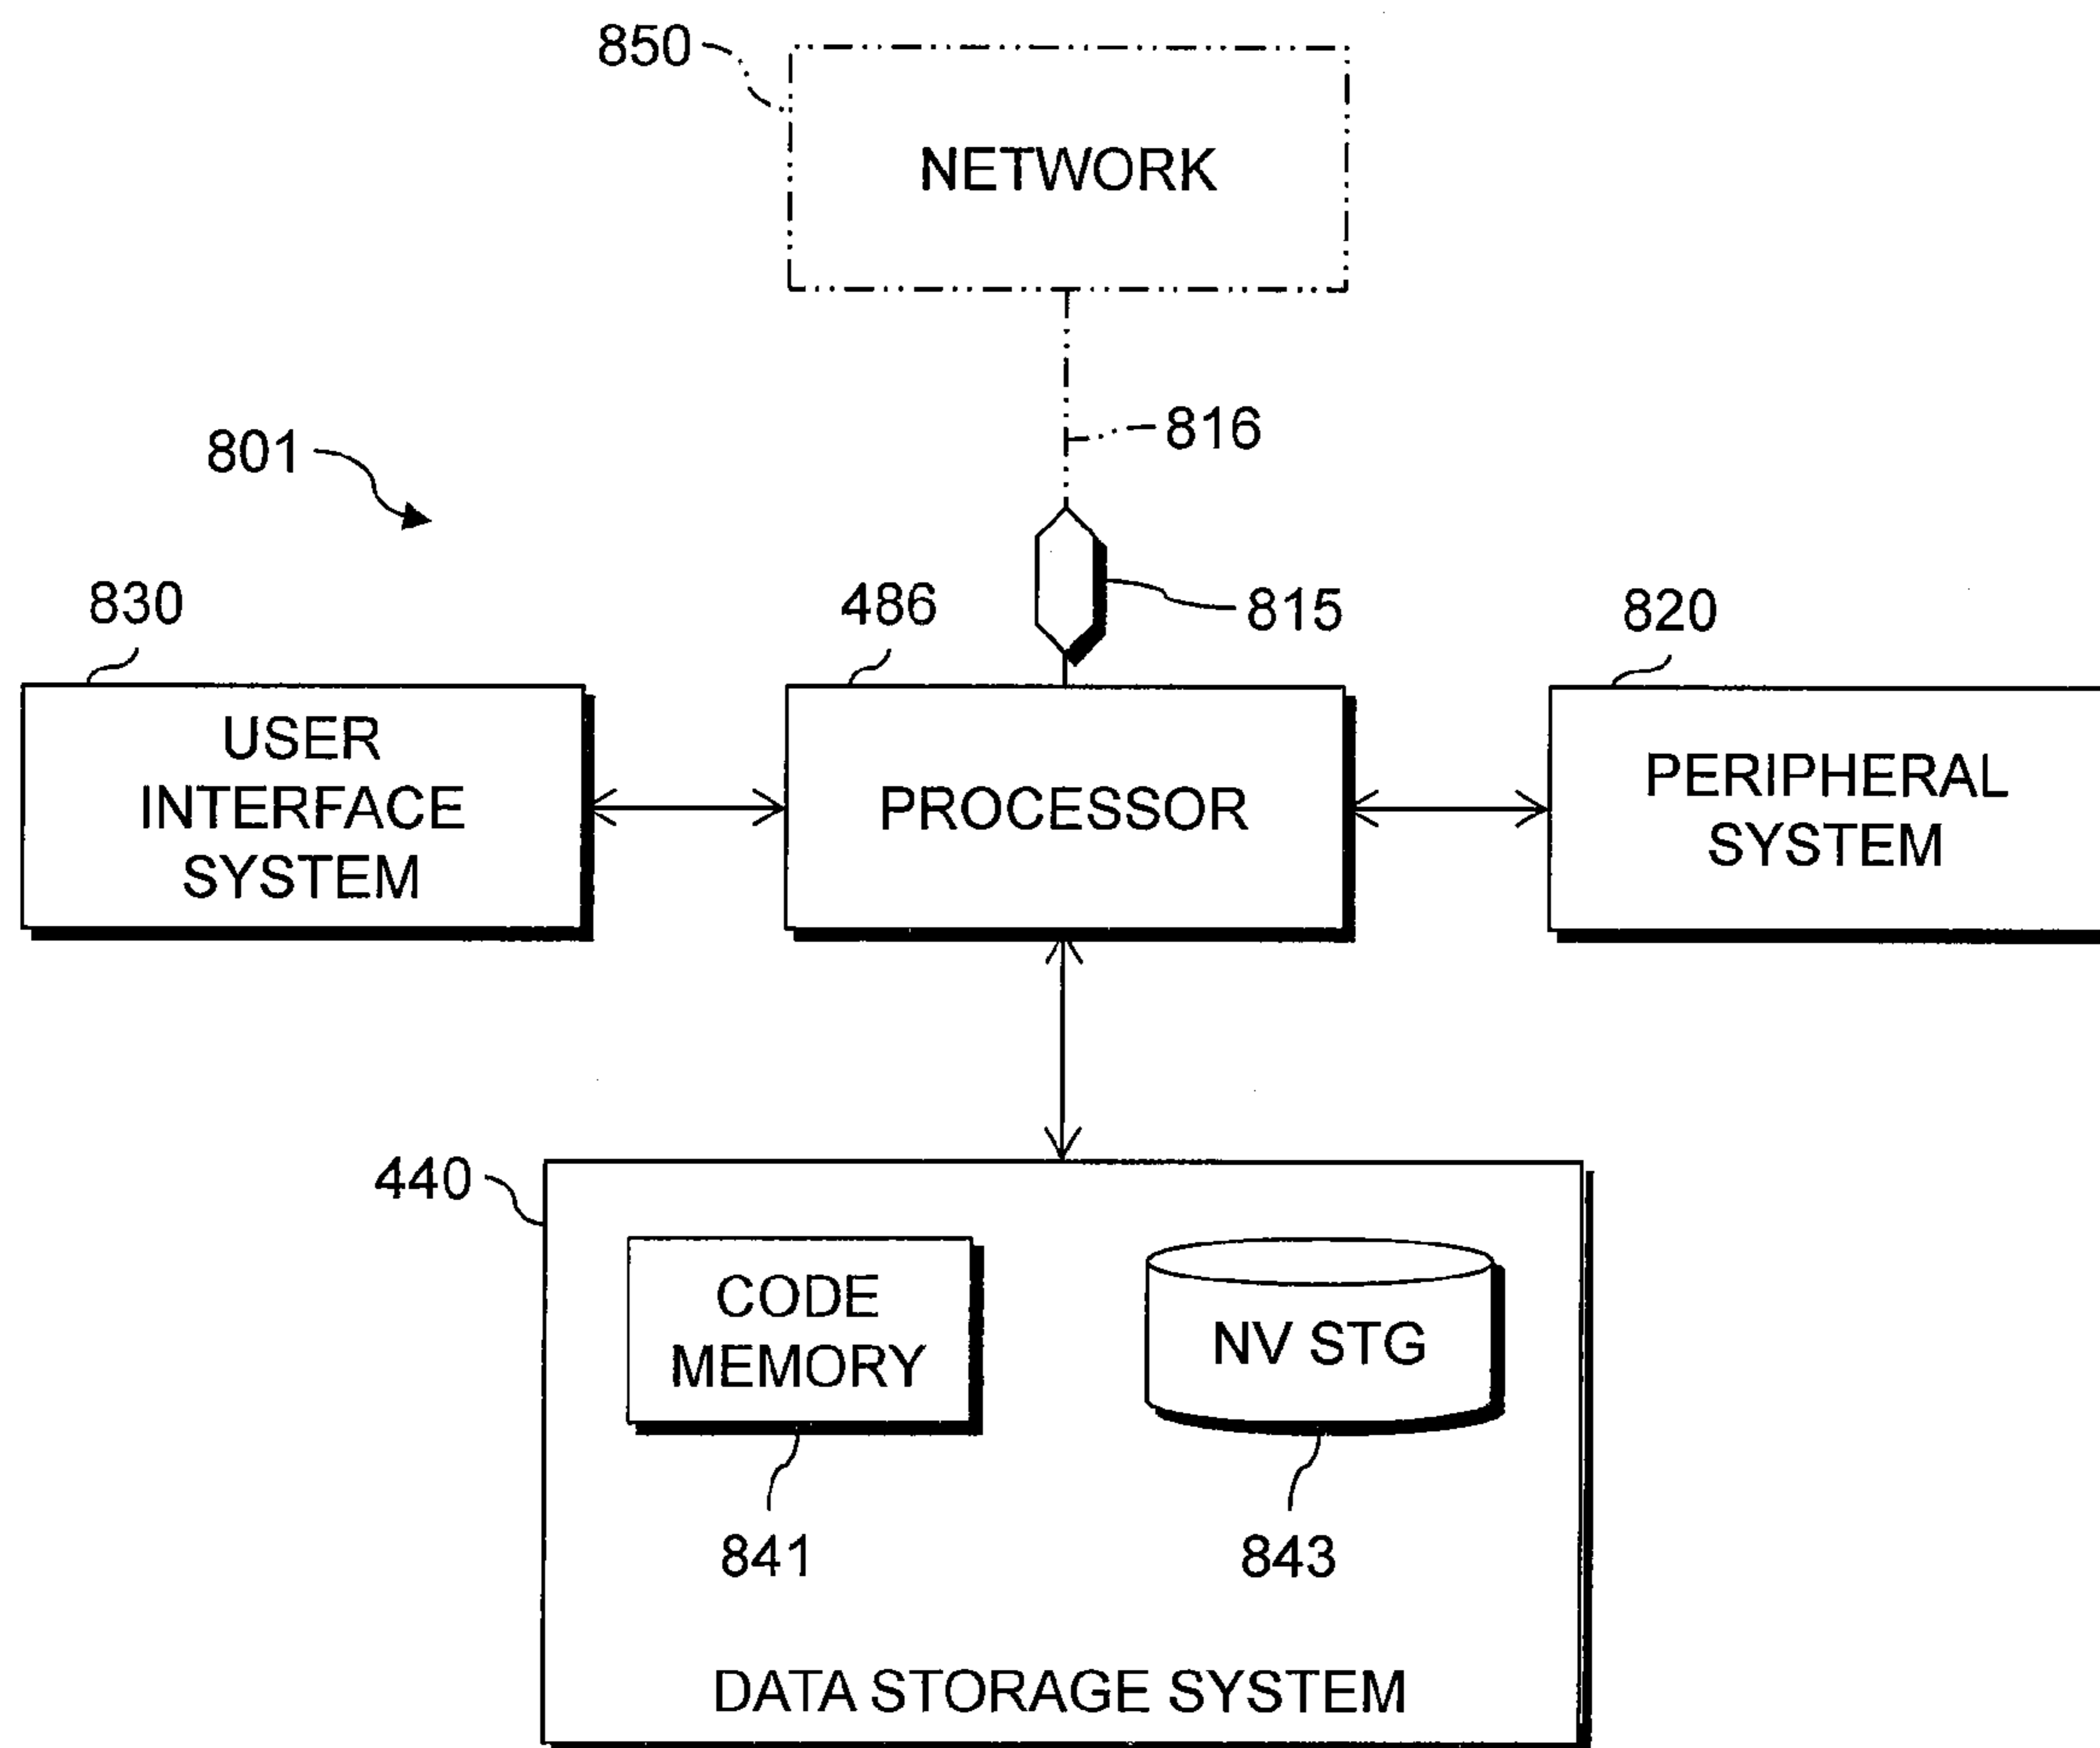 850
NETWORK
816
801
815
830
486
820
USER
INTERFACE
SYSTEM
PROCESSOR
PERIPHERAL
SYSTEM
440
CODE
MEMORY
NV STG
841
843
DATA STORAGE SYSTEM